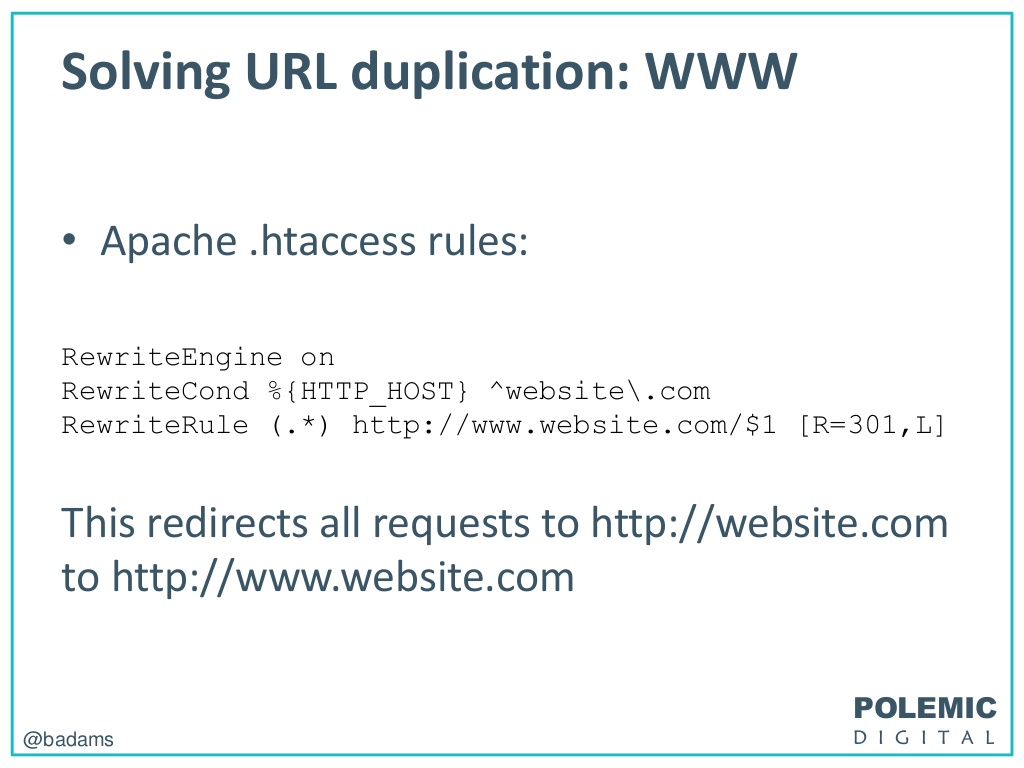 Solving URL duplication: WWW
• Apache .htaccess rules:
RewriteEngine on
RewriteCond %{HTTP_HOST} ^website\.com
RewriteRule (.*) http://www.website.com/$1 [R=301,L]
This redirects all requests to http://website.com
to http://www.website.com
@badams
POLEMIC
DIGITAL